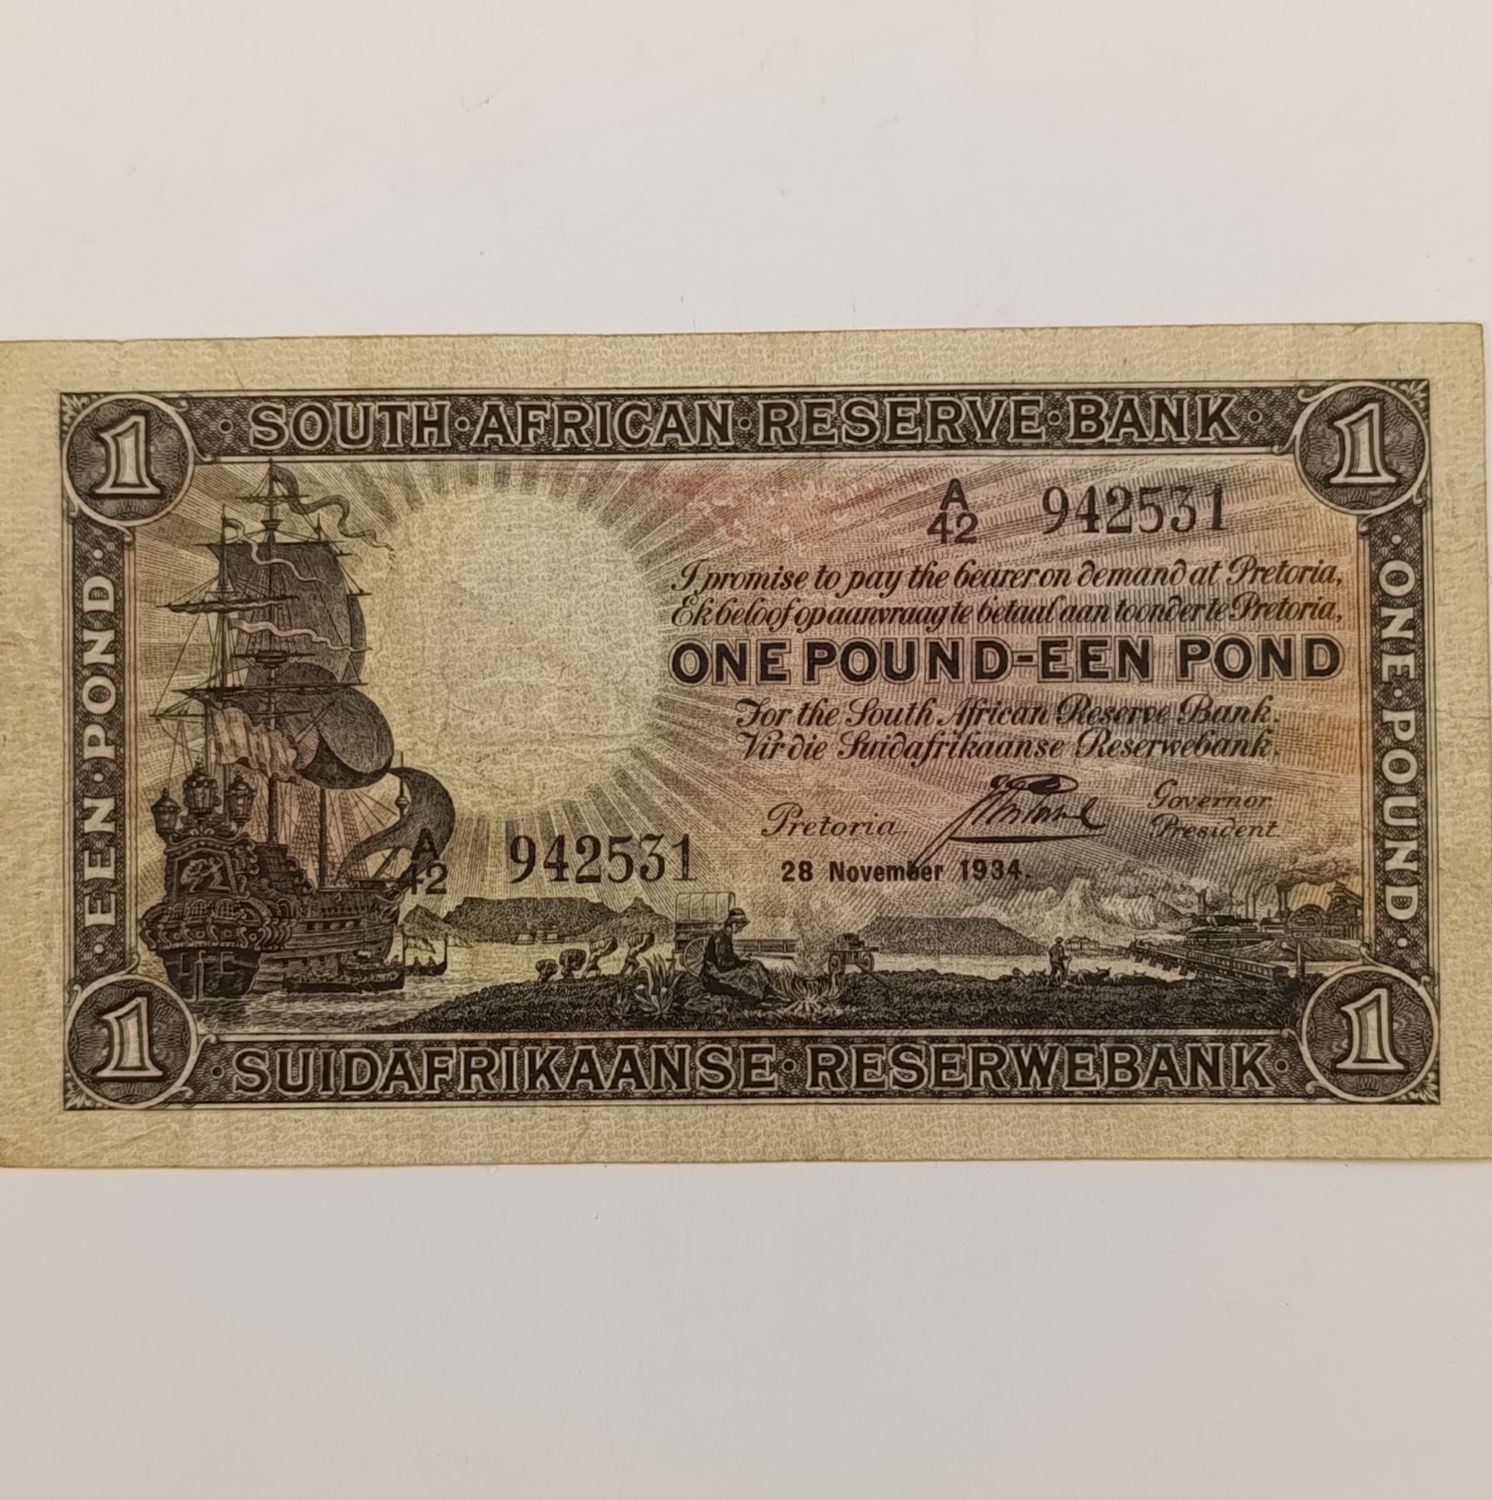 1 SOUTH·AFRICAN·RESERVE·BANK 1
EEN·POND
ONE·POUND
A/42 942531
I promise to pay the bearer on demand at Pretoria,
Ek beloof op aanvraag te betaal aan toonder te Pretoria,
ONE POUND-EEN POND
For the South African Reserve Bank.
Vir die Suidafrikaanse Reserwebank.
Pretoria
Governor
President
28 November 1934.
A/42 942531
1 SUIDAFRIKAANSE·RESERWEBANK 1